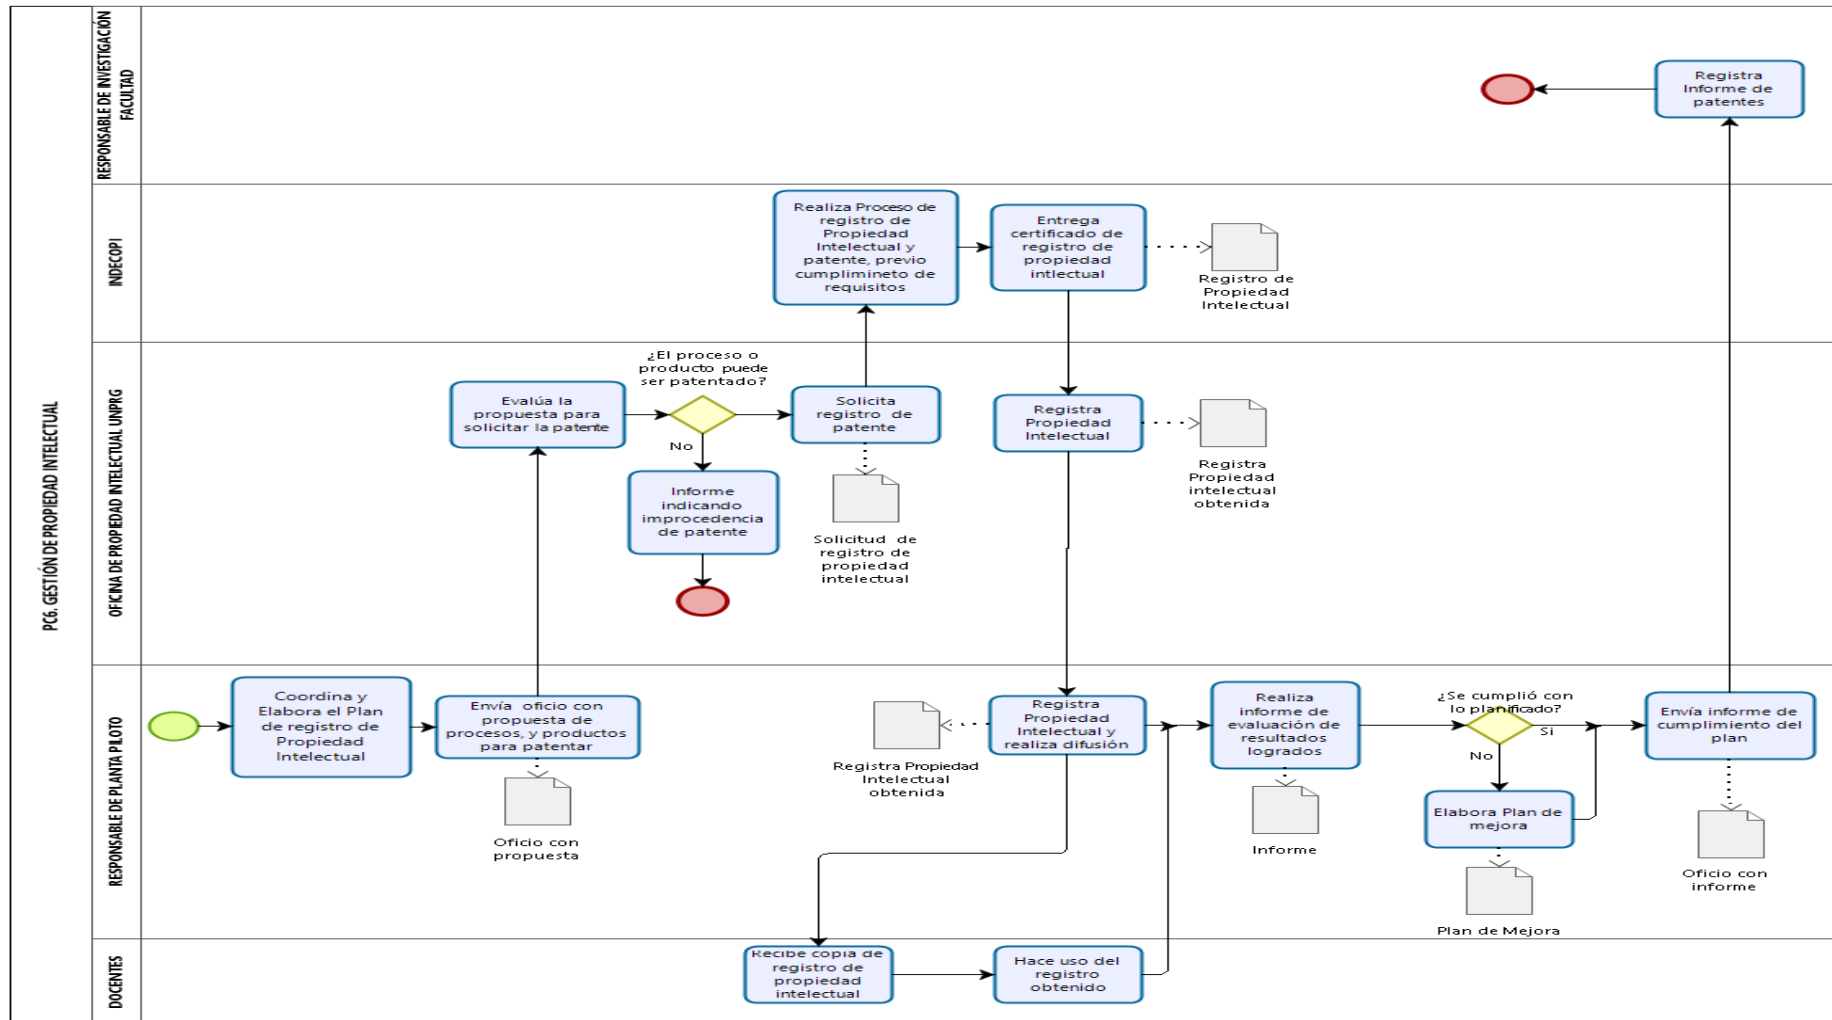 PC6. GESTIÓN DE PROPIEDAD INTELECTUAL
RESPONSABLE DE INVESTIGACIÓN
FACULTAD
Registra
Informe de
patentes
INDECOPI
Realiza Proceso de
registro de
Propiedad
Intelectual y
patente, previo
cumplimineto de
requisitos
Entrega
certificado de
registro de
propiedad
intlectual
Registro de
Propiedad
Intelectual
OFICINA DE PROPIEDAD INTELECTUAL UNPRG
Evalúa la
propuesta para
solicitar la patente
¿El proceso o
producto puede
ser patentado?
No
Informe
indicando
improcedencia
de patente
Solicita
registro de
patente
Solicitud de
registro de
propiedad
intelectual
Registra
Propiedad
Intelectual
Registra
Propiedad
intelectual
obtenida
RESPONSABLE DE PLANTA PILOTO
Coordina y
Elabora el Plan
de registro de
Propiedad
Intelectual
Envía oficio con
propuesta de
procesos, y productos
para patentar
Oficio con
propuesta
Registra
Propiedad
Intelectual y
realiza difusión
Registra Propiedad
Intelectual
obtenida
Realiza
informe de
evaluación de
resultados
logrados
Informe
¿Se cumplió con
lo planificado?
Si
No
Elabora Plan de
mejora
Plan de Mejora
Envía informe de
cumplimiento del
plan
Oficio con
informe
DOCENTES
Recibe copia de
registro de
propiedad
intelectual
Hace uso del
registro
obtenido